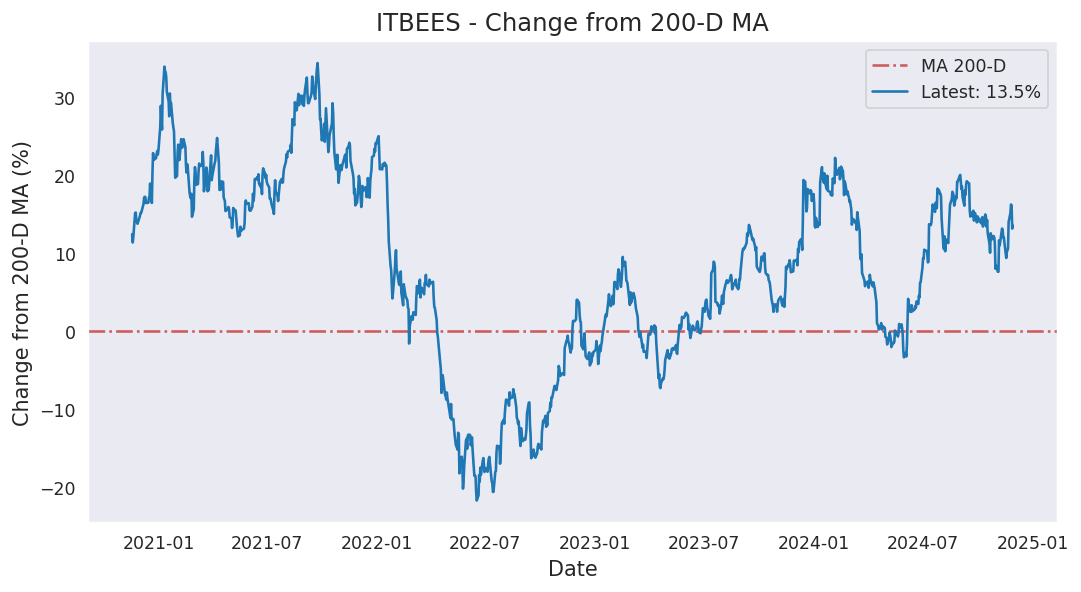 ITBEES - Change from 200-D MA
MA 200-D
Latest: 13.5%
Change from 200-D MA (%)
30
20
10
0
−10
−20
2021-01 2021-07 2022-01 2022-07 2023-01 2023-07 2024-01 2024-07 2025-01
Date